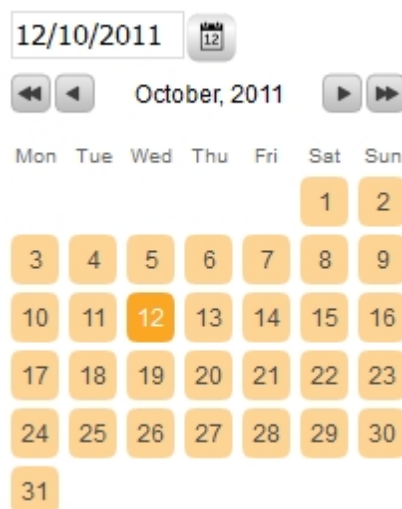 12/10/2011 12
October, 2011
Mon Tue Wed Thu Fri Sat Sun
1 2
3 4 5 6 7 8 9
10 11 12 13 14 15 16
17 18 19 20 21 22 23
24 25 26 27 28 29 30
31